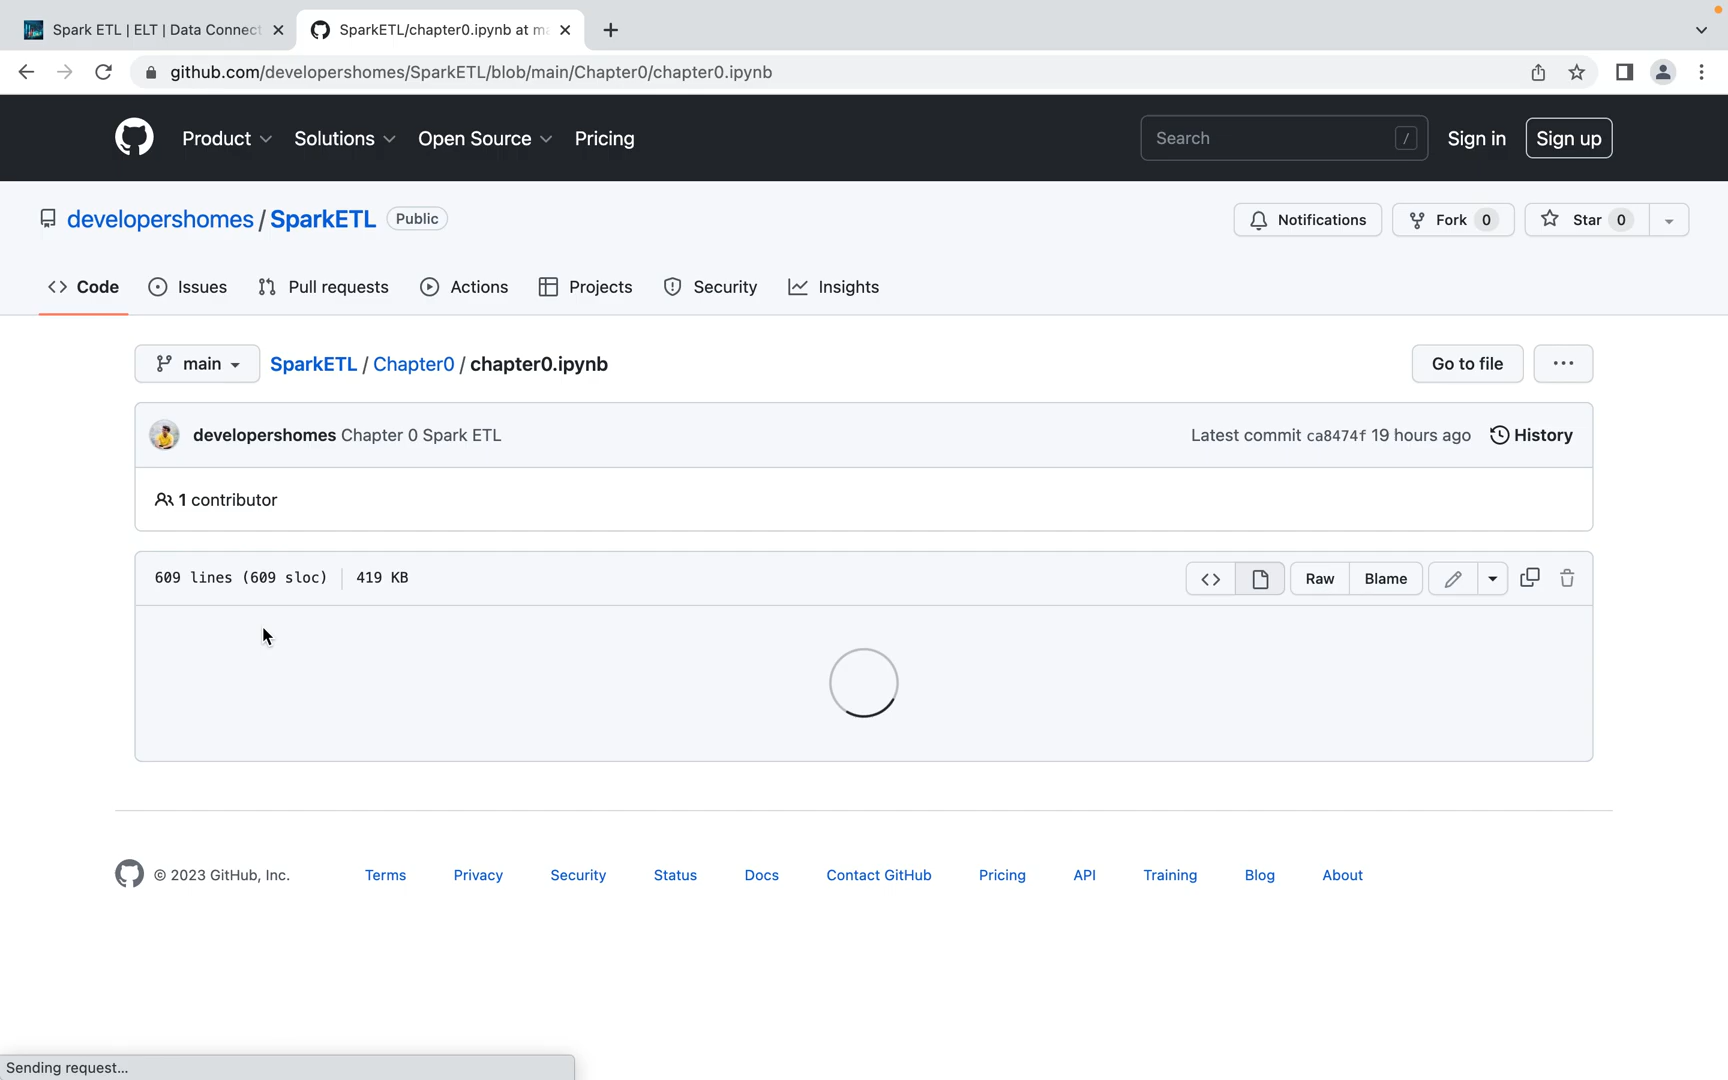 Spark ETL | ELT | Data Connect
SparkETL/chapter0.ipynb at ma
github.com/developershomes/SparkETL/blob/main/Chapter0/chapter0.ipynb
Product Solutions Open Source Pricing Search / Sign in Sign up
developershomes / SparkETL Public Notifications Fork 0 Star 0
Code Issues Pull requests Actions Projects Security Insights
main SparkETL / Chapter0 / chapter0.ipynb Go to file ...
developershomes Chapter 0 Spark ETL Latest commit ca8474f 19 hours ago History
1 contributor
609 lines (609 sloc) 419 KB <> Raw Blame
© 2023 GitHub, Inc. Terms Privacy Security Status Docs Contact GitHub Pricing API Training Blog About
Sending request...